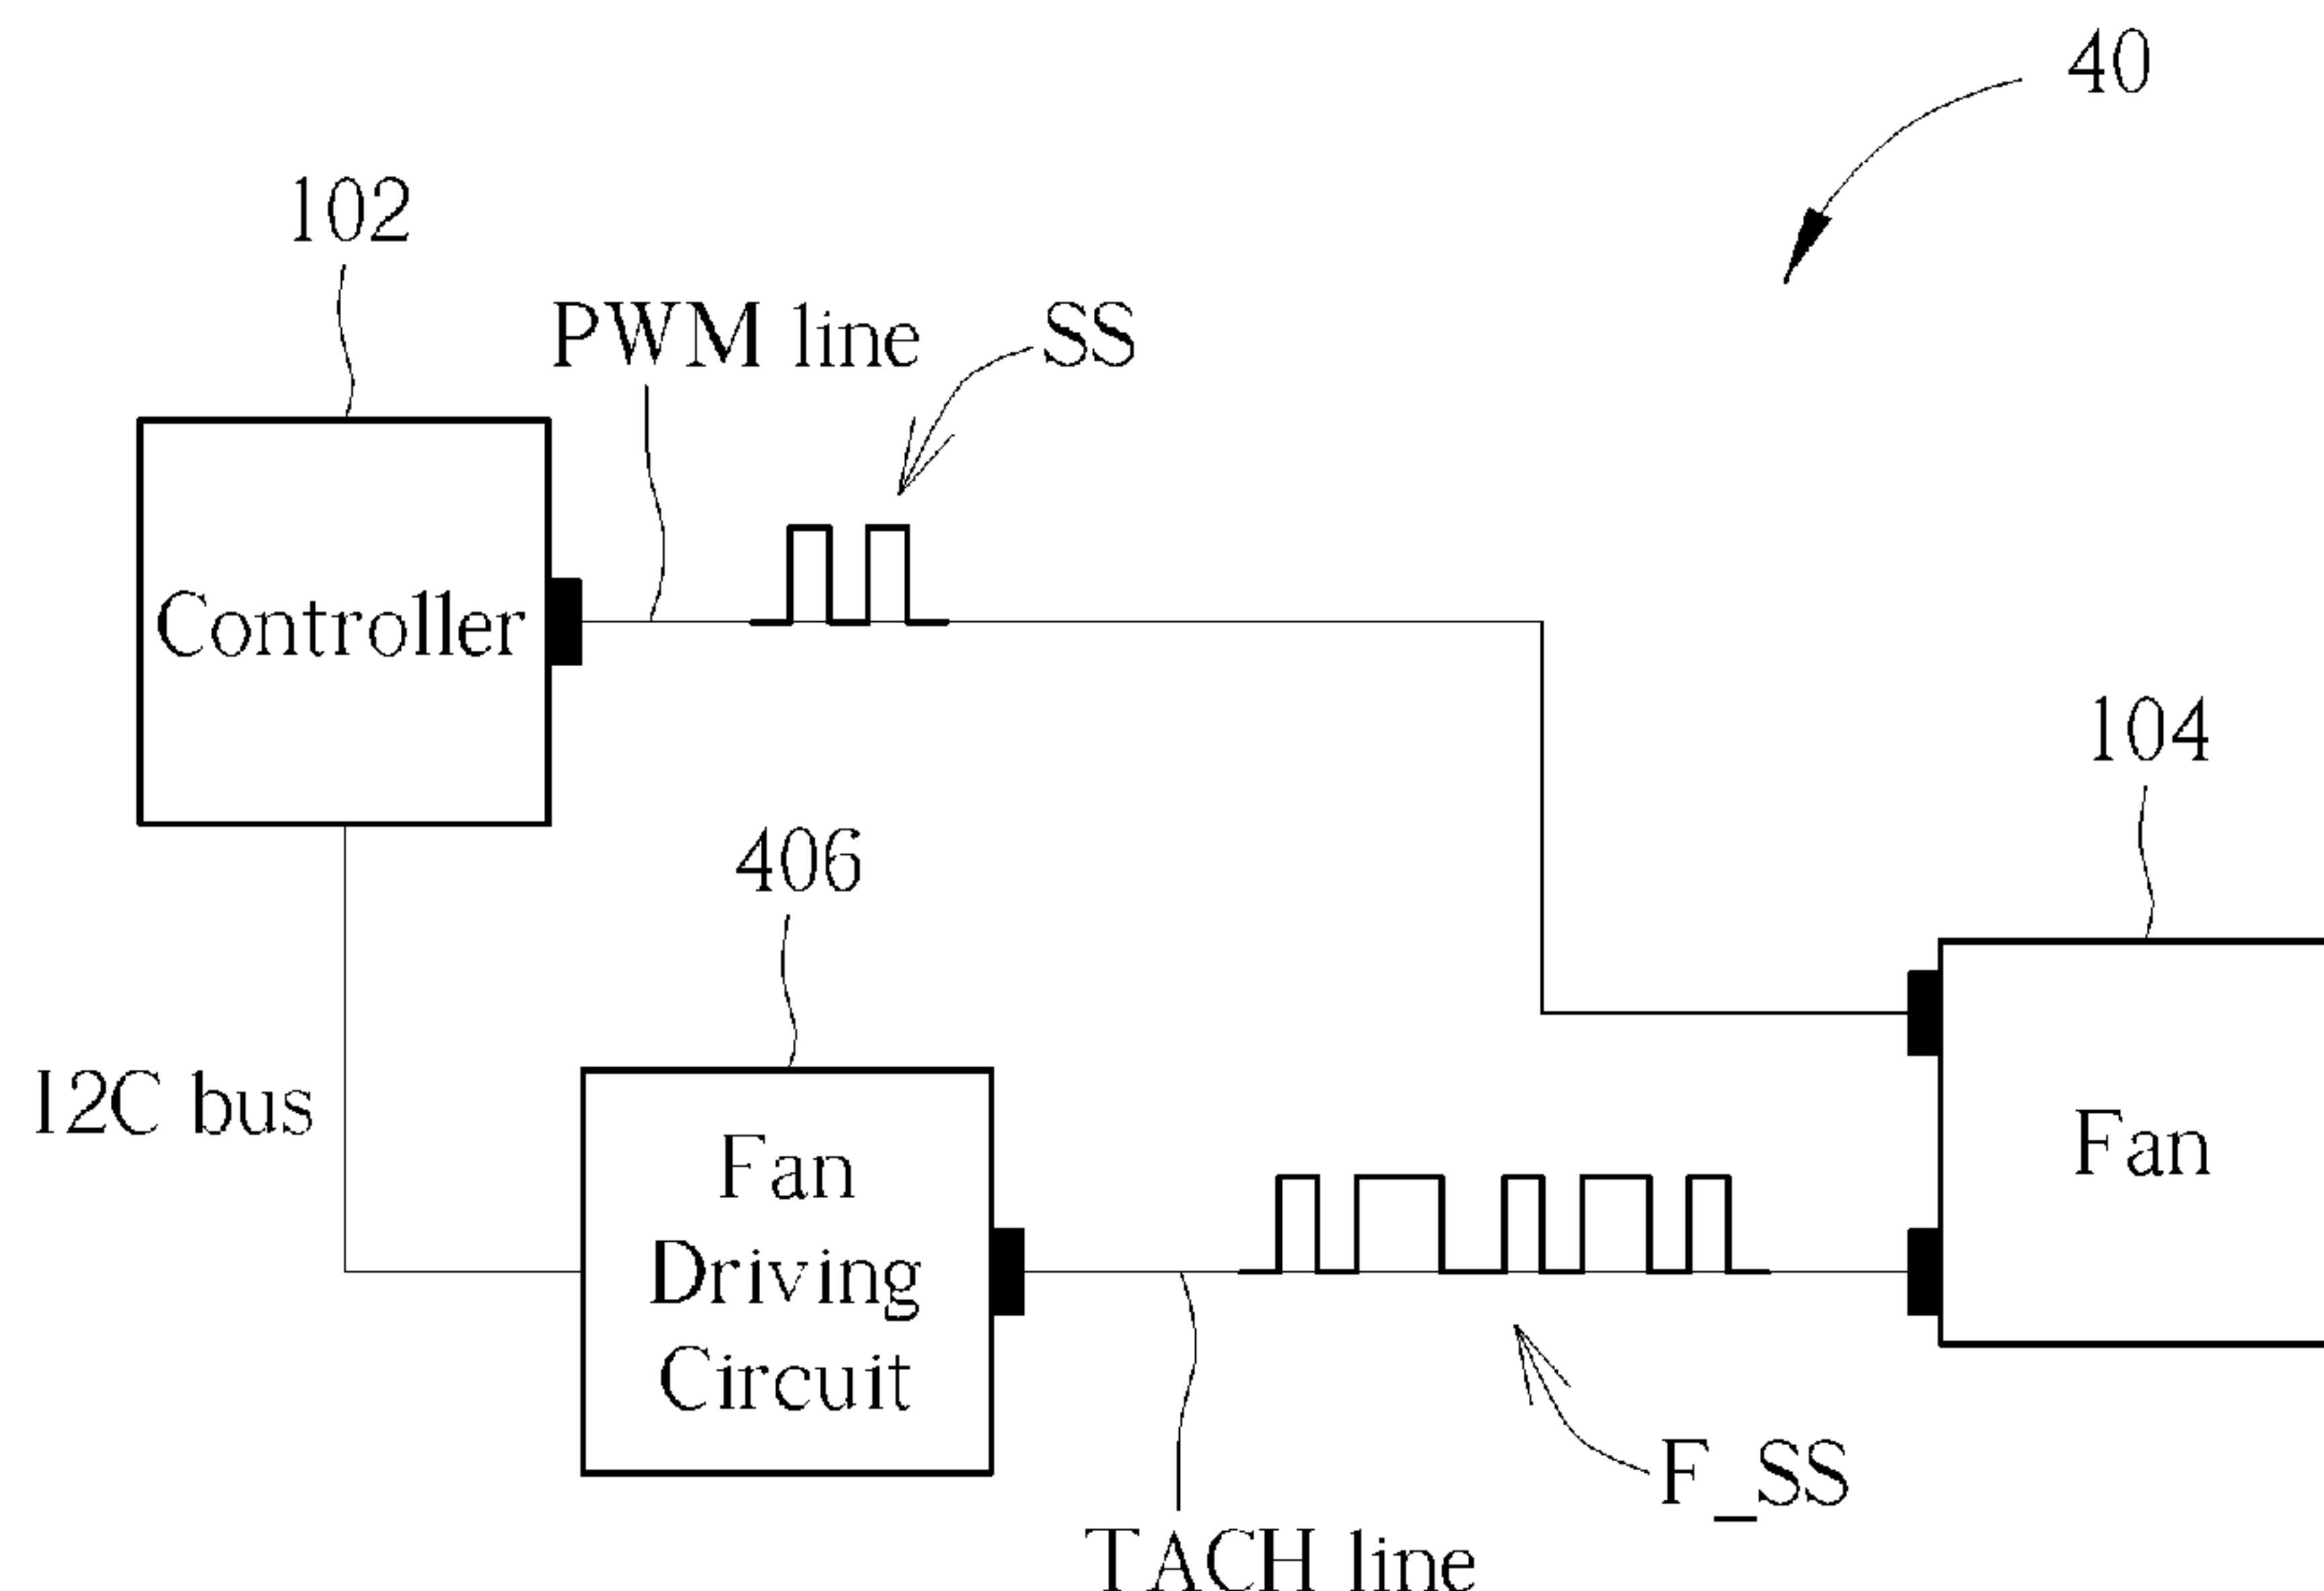 40
102
PWM line
SS
Controller
104
406
I2C bus
Fan
Driving
Circuit
Fan
F_SS
TACH line